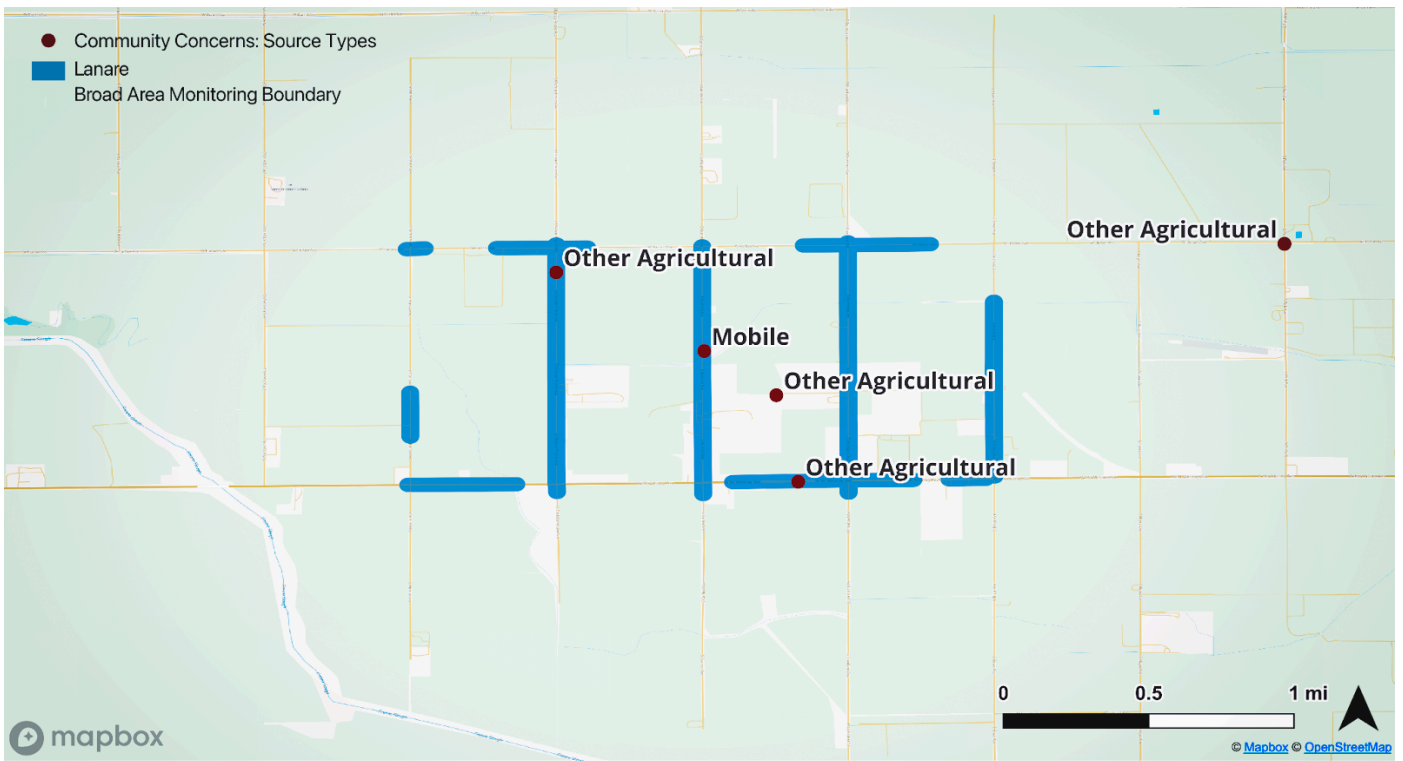 Community Concerns: Source Types
Lanare
Broad Area Monitoring Boundary
Other Agricultural
Other Agricultural
Mobile
Other Agricultural
Other Agricultural
0 0.5 1 mi
mapbox
© Mapbox © OpenStreetMap